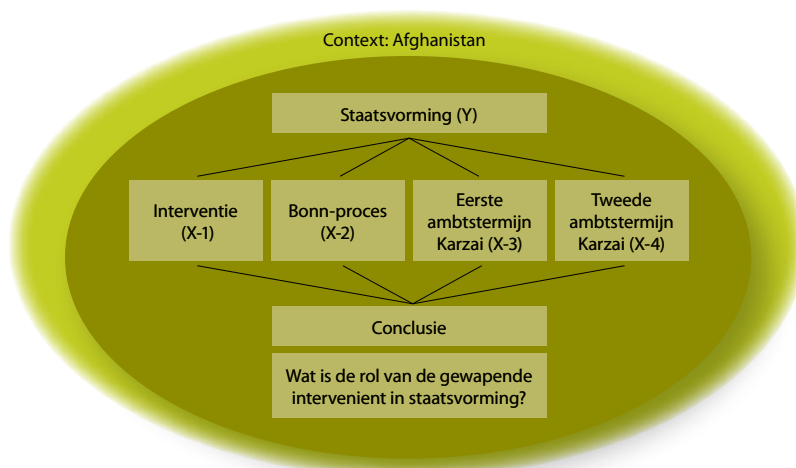 Context: Afghanistan
Staatsvorming (Y)
Interventie
(X-1)
Bonn-proces
(X-2)
Eerste
ambtstermijn
Karzai (X-3)
Tweede
ambtstermijn
Karzai (X-4)
Conclusie
Wat is de rol van de gewapende
intervenient in staatsvorming?